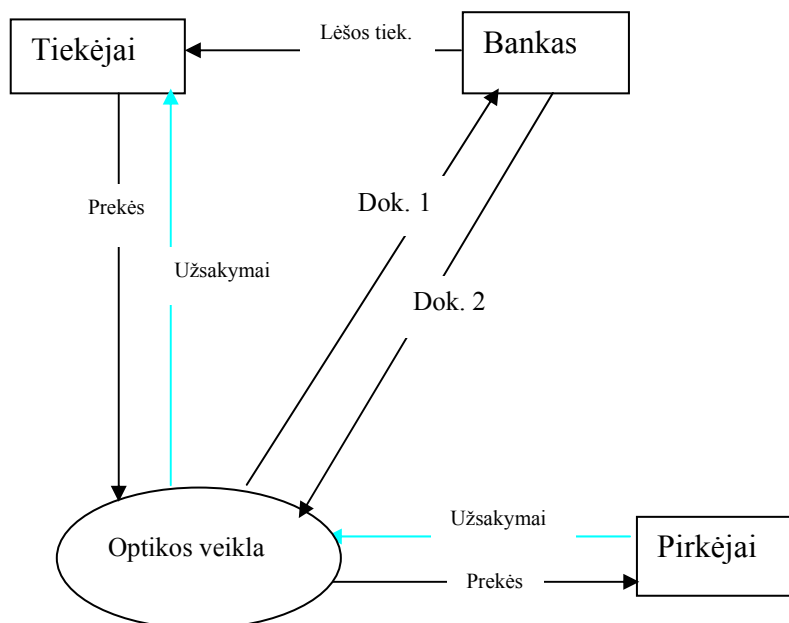 Tiekėjai
Lėšos tiek.
Bankas
Prekės
Dok. 1
Užsakymai
Dok. 2
Optikos veikla
Užsakymai
Pirkėjai
Prekės